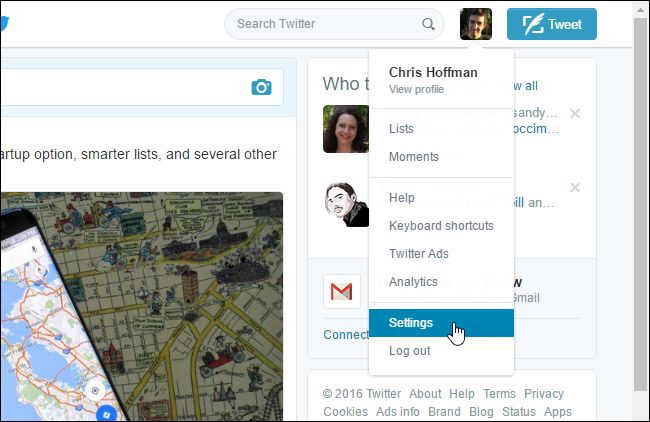 Search Twitter
Tweet
Chris Hoffman
View profile
Lists
Moments
Help
Keyboard shortcuts
Twitter Ads
Analytics
Settings
Log out
Who t
View all
sandy…
occim…
eill an…
Gmail
Connect
artup option, smarter lists, and several other
© 2016 Twitter About Help Terms Privacy
Cookies Ads info Brand Blog Status Apps